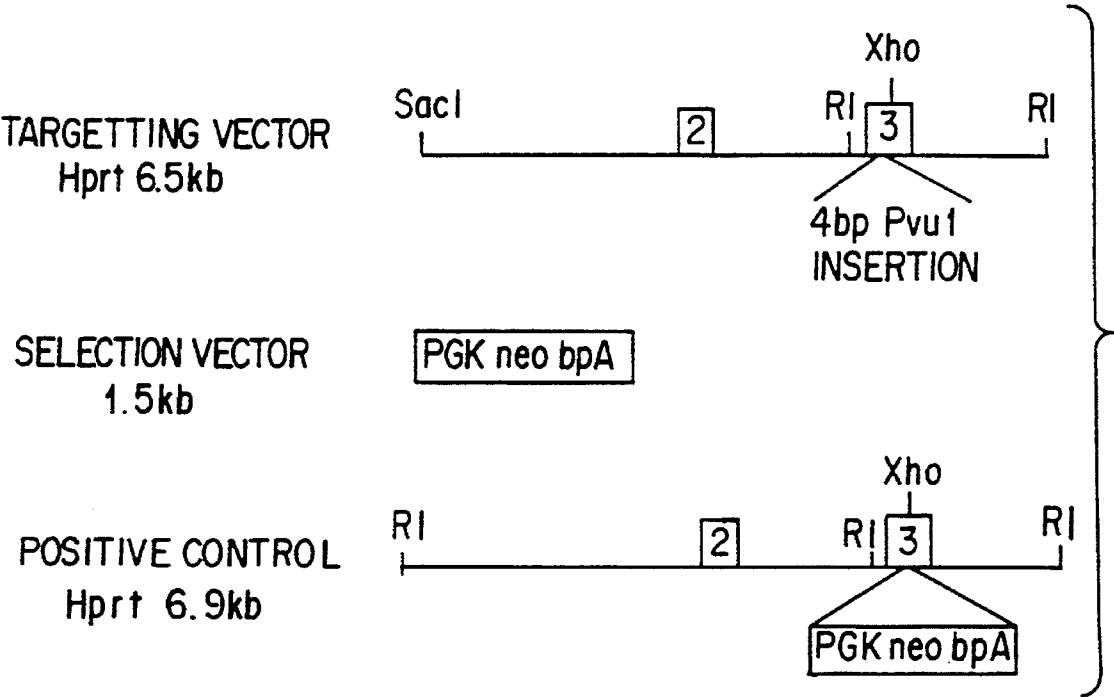 Xho
SacI
RI
RI
TARGETTING VECTOR
2
3
Hprt 6.5kb
4bp Pvu1
INSERTION
SELECTION VECTOR
PGK neo bpA
1.5kb
Xho
RI
RI
RI
2
3
POSITIVE CONTROL
Hprt 6.9kb
PGK neo bpA